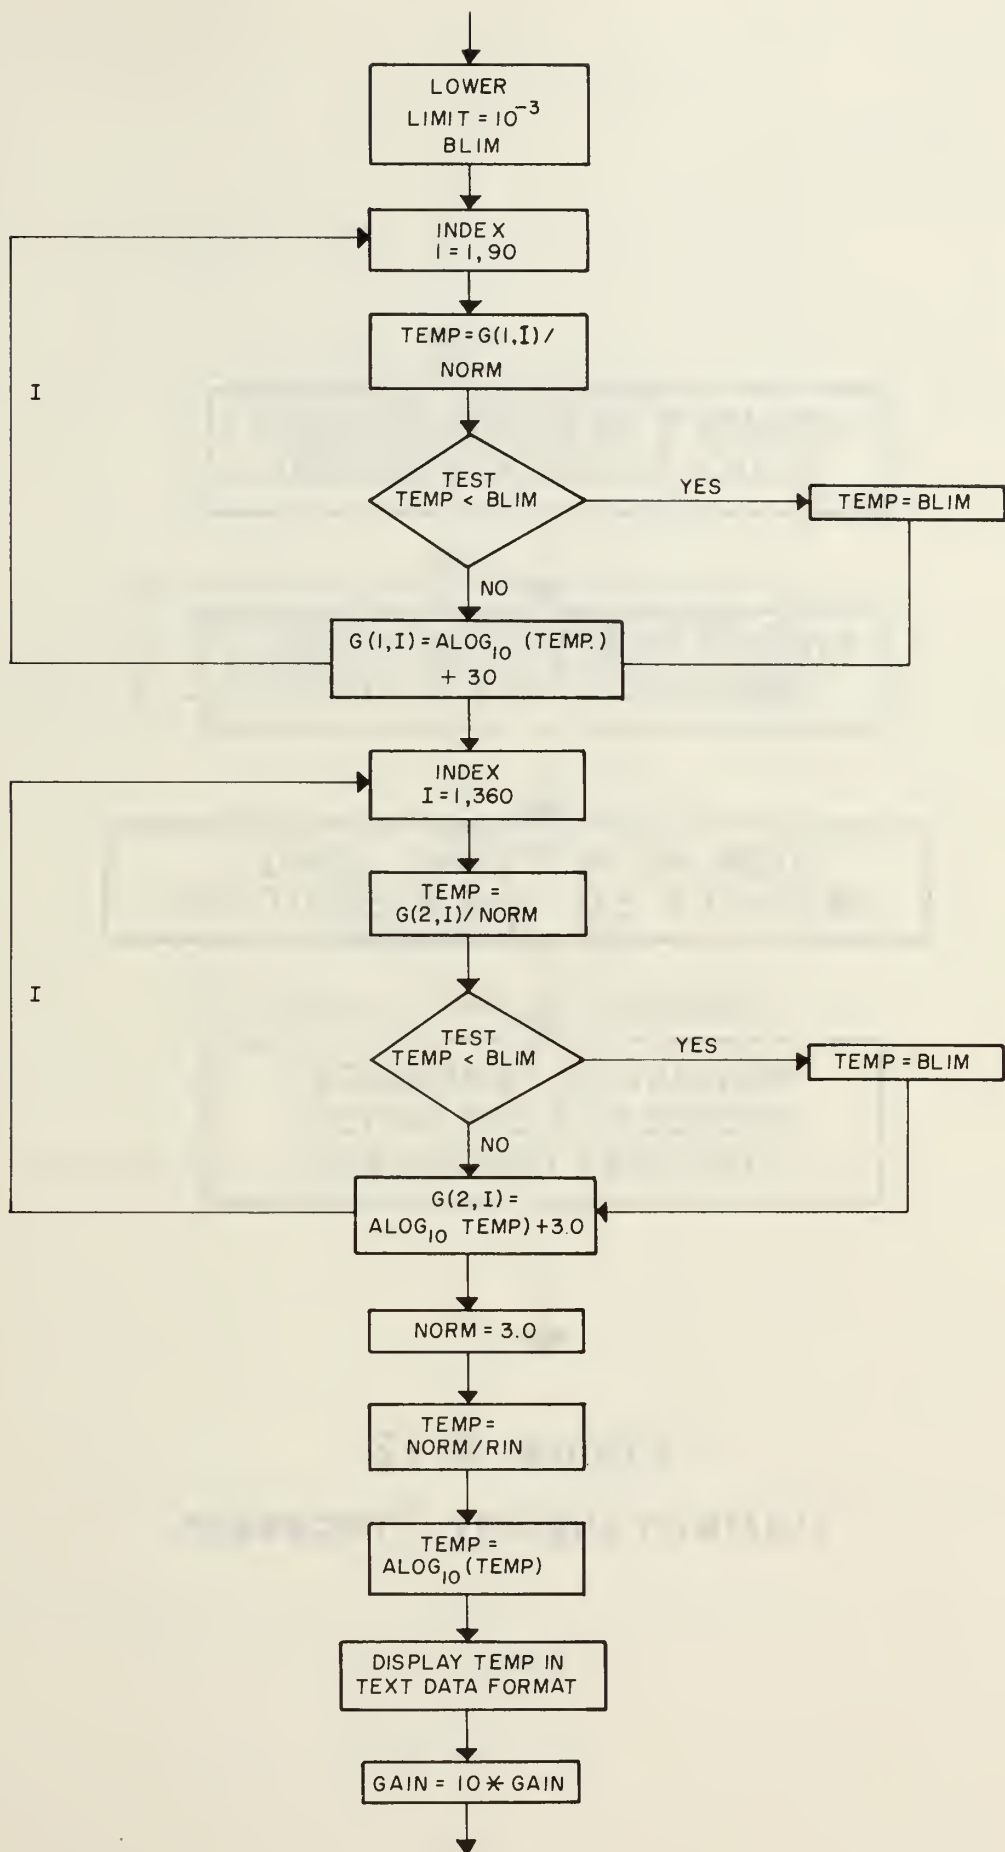 LOWER
LIMIT = 10⁻³
BLIM
INDEX
I = 1, 90
TEMP = G(1,I) /
NORM
I
TEST
TEMP < BLIM
YES
TEMP = BLIM
NO
G(1,I) = ALOG₁₀ (TEMP.)
+ 30
INDEX
I = 1, 360
TEMP =
G(2,I) / NORM
I
TEST
TEMP < BLIM
YES
TEMP = BLIM
NO
G(2,I) =
ALOG₁₀ TEMP) + 3.0
NORM = 3.0
TEMP =
NORM / RIN
TEMP =
ALOG₁₀ (TEMP)
DISPLAY TEMP IN
TEXT DATA FORMAT
GAIN = 10 * GAIN